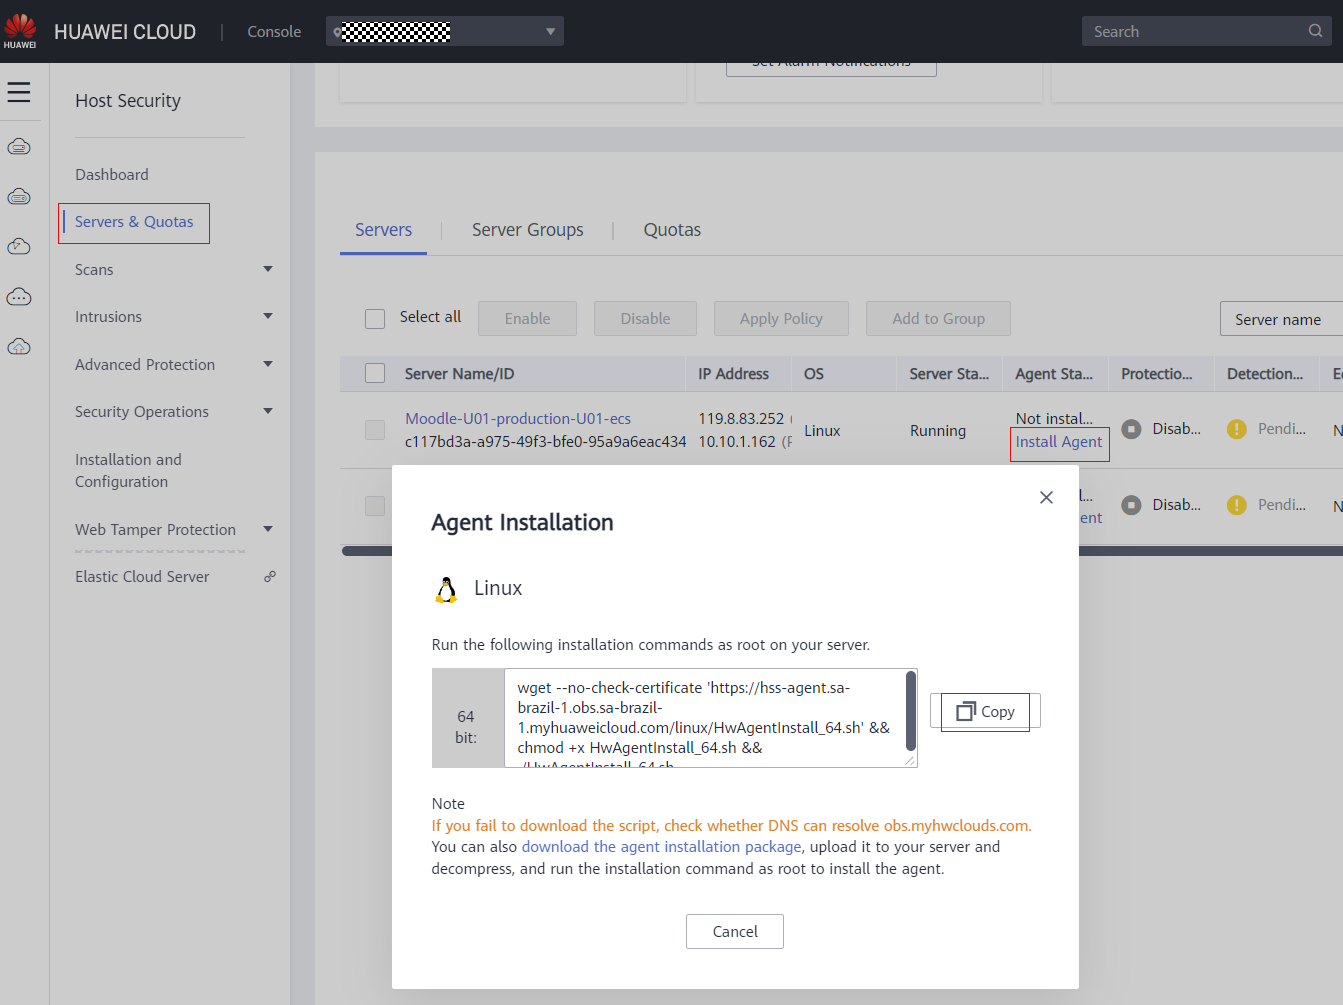 HUAWEI
HUAWEI CLOUD
Console
Search
Host Security
Dashboard
Servers & Quotas
Scans
Intrusions
Advanced Protection
Security Operations
Installation and
Configuration
Web Tamper Protection
Elastic Cloud Server
Set Alarm Notifications
Servers
Server Groups
Quotas
Select all
Enable
Disable
Apply Policy
Add to Group
Server name
Server Name/ID
IP Address
OS
Server Sta...
Agent Sta...
Protectio...
Detection...
Moodle-U01-production-U01-ecs
c117bd3a-a975-49f3-bfe0-95a9a6eac434
119.8.83.252 (
10.10.1.162 (F
Linux
Running
Not instal...
Install Agent
Disab...
Pendi...
N
l...
ent
Disab...
Pendi...
N
Agent Installation
Linux
Run the following installation commands as root on your server.
64
bit:
wget --no-check-certificate 'https://hss-agent.sa-
brazil-1.obs.sa-brazil-
1.myhuaweicloud.com/linux/HwAgentInstall_64.sh' &&
chmod +x HwAgentInstall_64.sh &&
./HwAgentInstall_64.sh
Copy
Note
If you fail to download the script, check whether DNS can resolve obs.myhwclouds.com.
You can also download the agent installation package, upload it to your server and
decompress, and run the installation command as root to install the agent.
Cancel